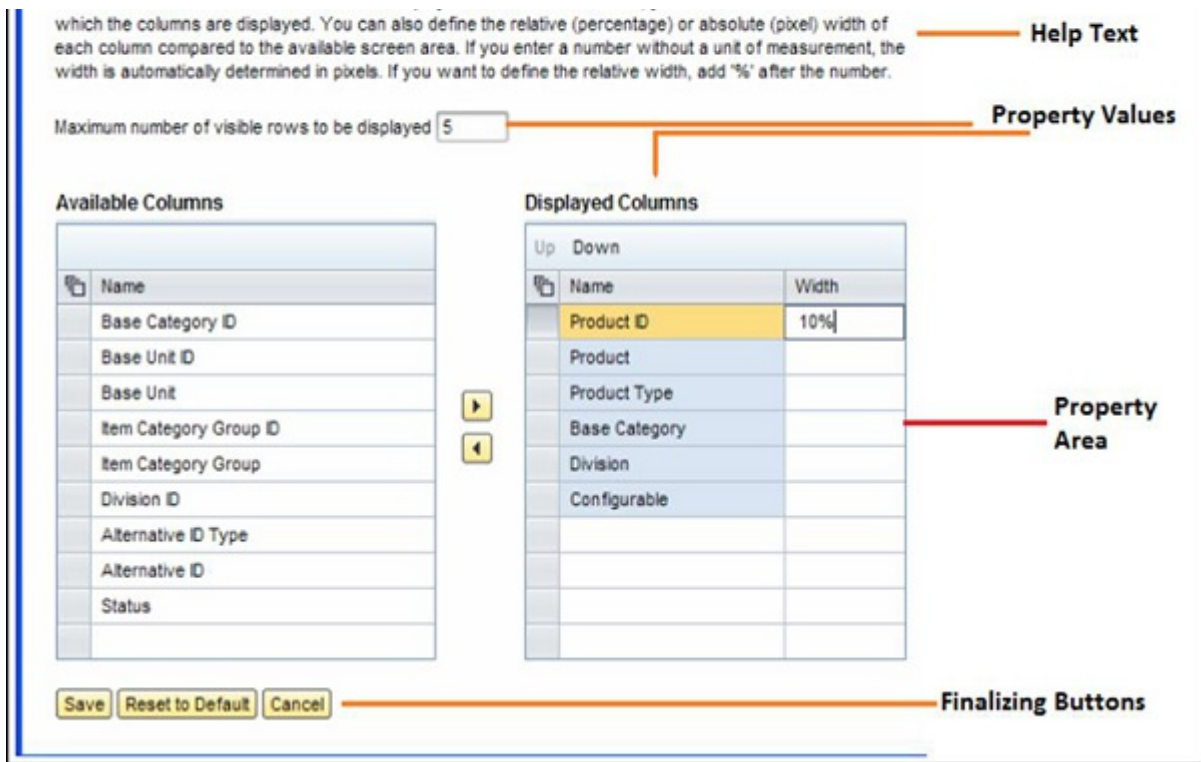 which the columns are displayed. You can also define the relative (percentage) or absolute (pixel) width of
each column compared to the available screen area. If you enter a number without a unit of measurement, the
width is automatically determined in pixels. If you want to define the relative width, add '%' after the number.
Help Text
Maximum number of visible rows to be displayed 5
Property Values
Available Columns
Name
Base Category ID
Base Unit ID
Base Unit
Item Category Group ID
Item Category Group
Division ID
Alternative ID Type
Alternative ID
Status
Displayed Columns
Up Down
Name Width
Product ID 10%
Product
Product Type
Base Category
Division
Configurable
Property
Area
Save Reset to Default Cancel
Finalizing Buttons